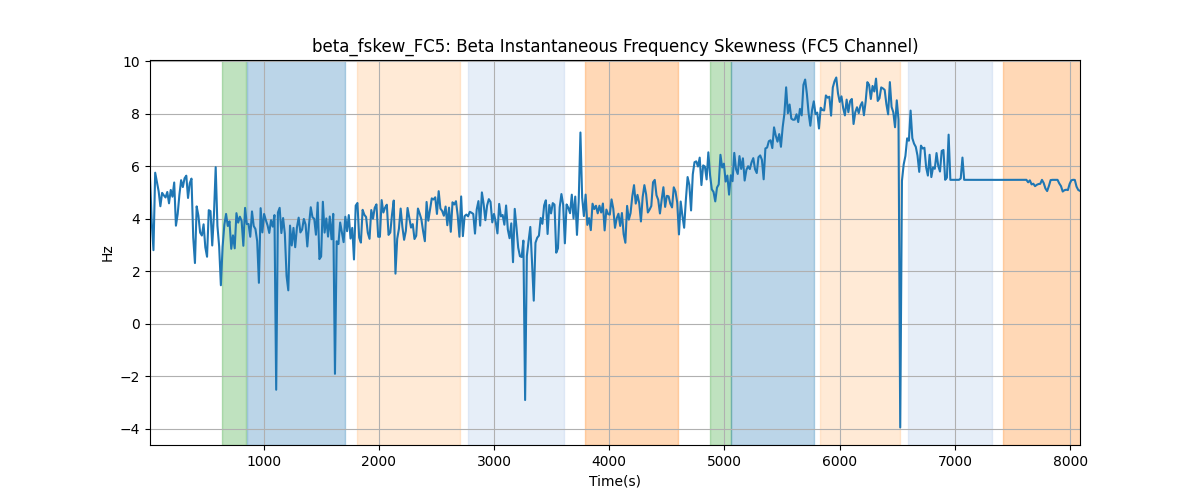 beta_fskew_FC5: Beta Instantaneous Frequency Skewness (FC5 Channel)
10
8
6
4
2
0
−2
−4
Hz
1000 2000 3000 4000 5000 6000 7000 8000
Time(s)